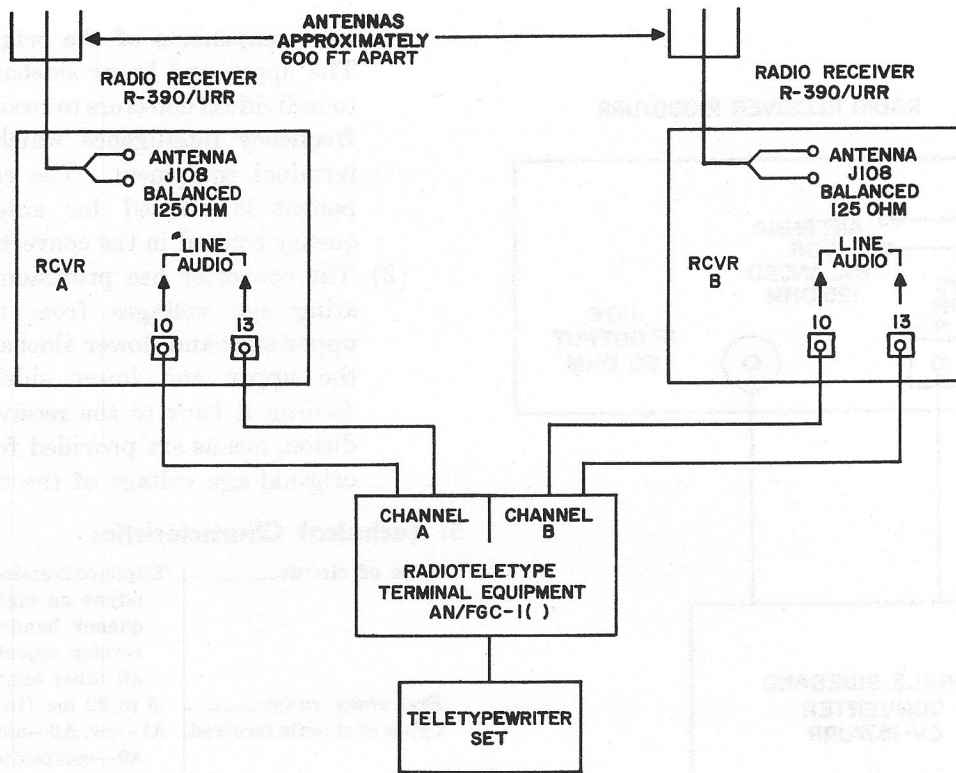 ANTENNAS
APPROXIMATELY
600 FT APART
RADIO RECEIVER
R-390/URR
RADIO RECEIVER
R-390/URR
ANTENNA
J108
BALANCED
125 OHM
LINE
AUDIO
RCVR
A
10 13
ANTENNA
J108
BALANCED
125 OHM
LINE
AUDIO
RCVR
B
10 13
CHANNEL
A
CHANNEL
B
RADIOTELETYPE
TERMINAL EQUIPMENT
AN/FGC-1( )
TELETYPEWRITER
SET